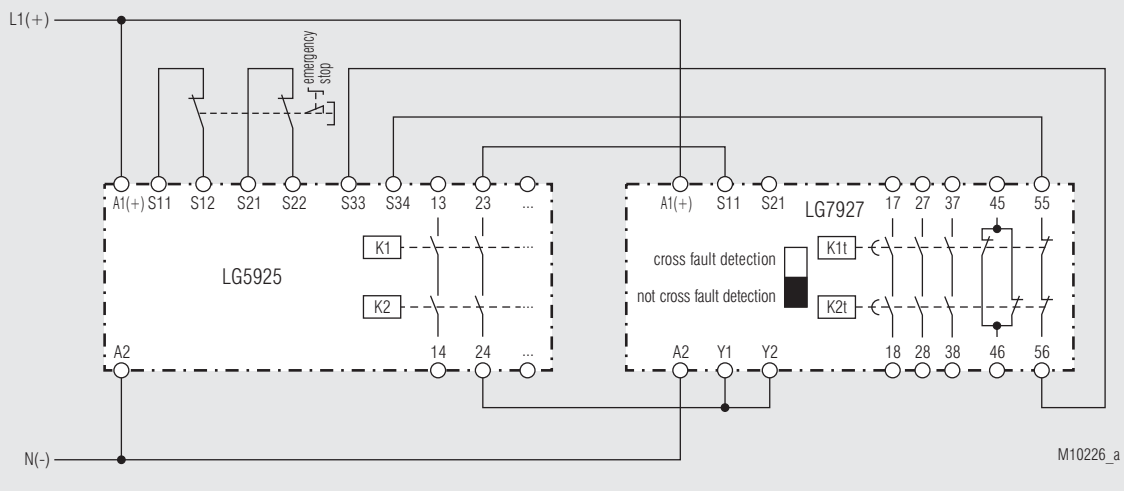 L1(+)
emergency
stop
A1(+) S11 S12 S21 S22 S33 S34 13 23 ...
A1(+) S11 S21 17 27 37 45 55
LG7927
K1 ...
K1t
cross fault detection
LG5925
not cross fault detection
K2 ...
K2t
A2 14 24 ...
A2 Y1 Y2 18 28 38 46 56
N(-)
M10226_a